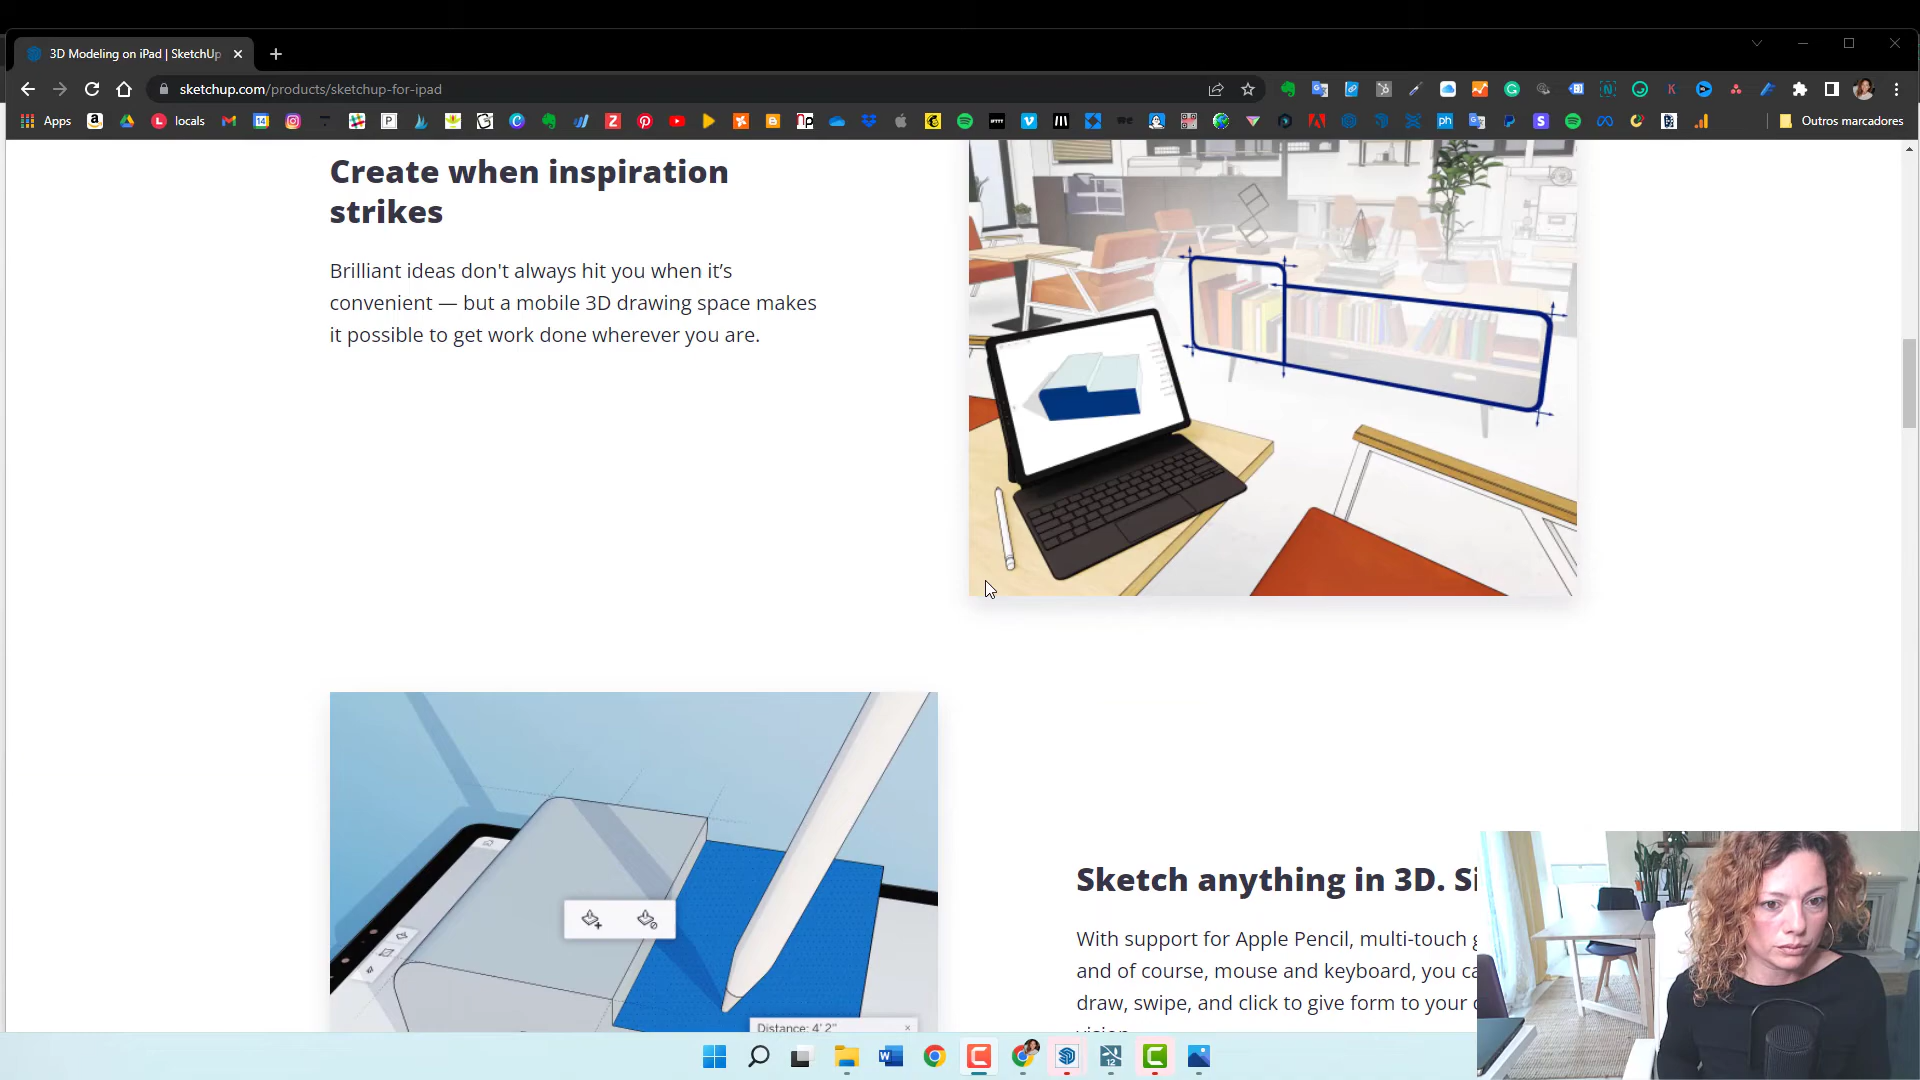 3D Modeling on iPad | SketchUp
sketchup.com/products/sketchup-for-ipad
Apps
locals
Outros marcadores
Create when inspiration
strikes
Brilliant ideas don't always hit you when it’s
convenient — but a mobile 3D drawing space makes
it possible to get work done wherever you are.
Sketch anything in 3D. Si
With support for Apple Pencil, multi-touch g
and of course, mouse and keyboard, you ca
draw, swipe, and click to give form to your
Distance: 4' 2"